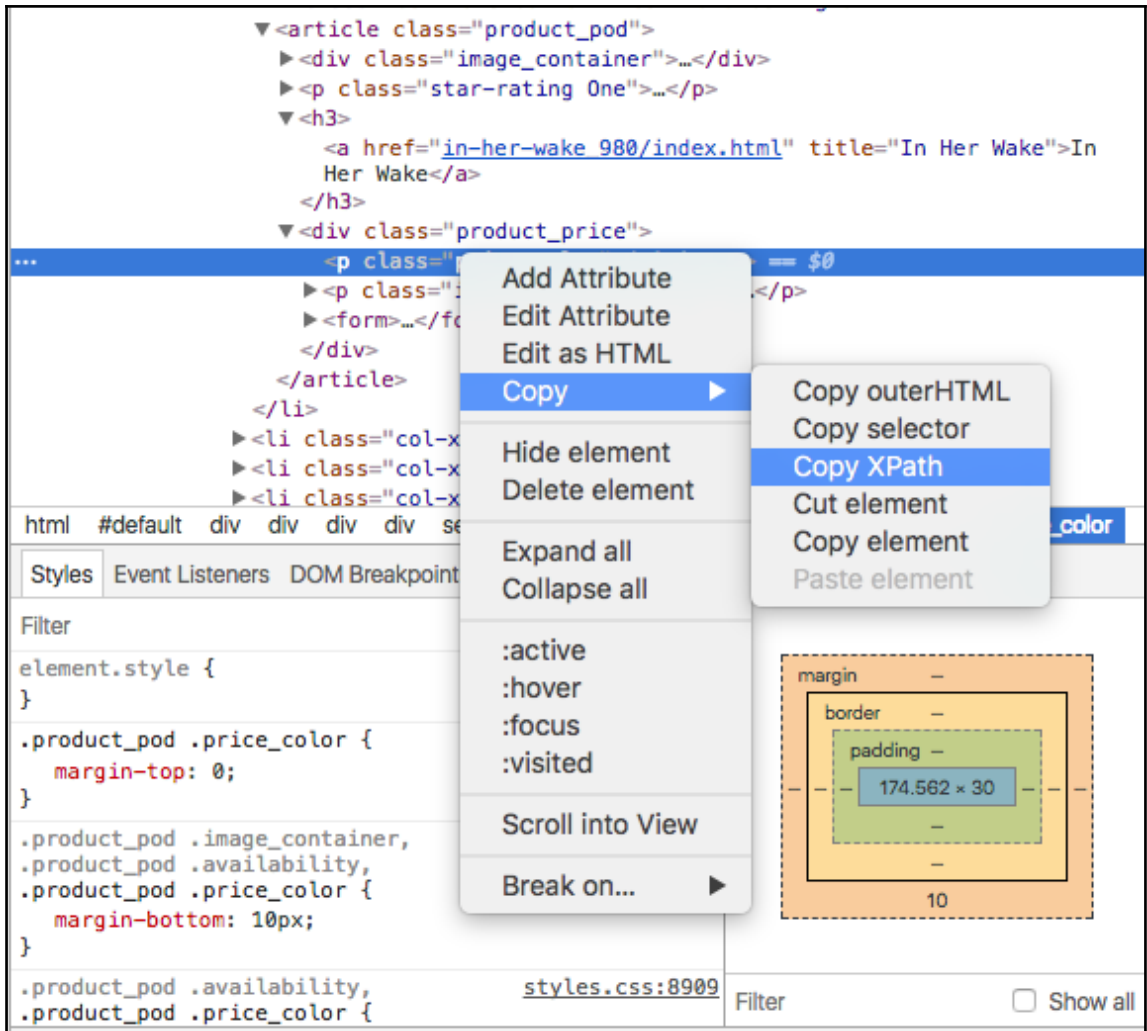 ▼<article class="product_pod">
▶<div class="image_container">…</div>
▶<p class="star-rating One">…</p>
▼<h3>
<a href="in-her-wake_980/index.html" title="In Her Wake">In
Her Wake</a>
</h3>
▼<div class="product_price">
… <p class=" == $0
▶<p class=" </p>
▶<form>…</
</div>
</article>
</li>
▶<li class="col-x
▶<li class="col-x
▶<li class="col-x
Add Attribute
Edit Attribute
Edit as HTML
Copy ▶
Hide element
Delete element
Expand all
Collapse all
:active
:hover
:focus
:visited
Scroll into View
Break on... ▶
Copy outerHTML
Copy selector
Copy XPath
Cut element
Copy element
Paste element
html #default div div div div se _color
Styles Event Listeners DOM Breakpoint
Filter
element.style {
}
.product_pod .price_color {
margin-top: 0;
}
.product_pod .image_container,
.product_pod .availability,
.product_pod .price_color {
margin-bottom: 10px;
}
.product_pod .availability, styles.css:8909
.product_pod .price_color {
margin –
border –
padding –
– – – 174.562 × 30 – – –
–
–
10
Filter Show all